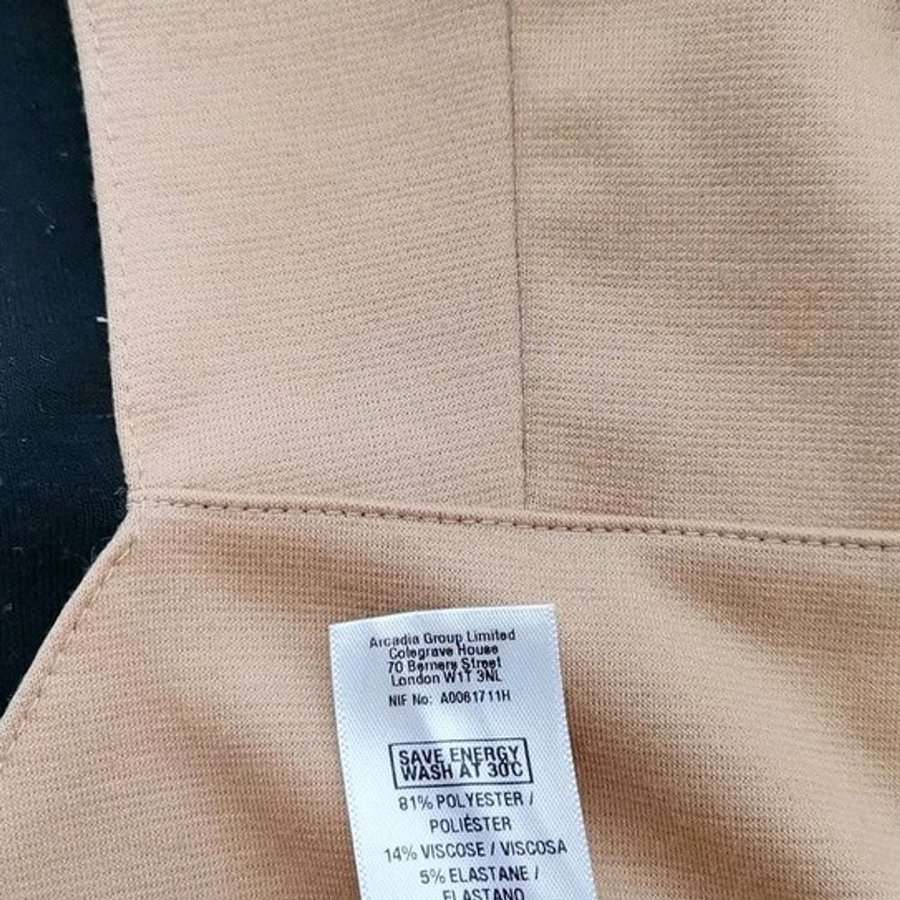 Arcadia Group Limited
Colegrave House
70 Berners Street
London W1T 3NL
NIF No: A0061711H
SAVE ENERGY
WASH AT 30°C
81% POLYESTER /
POLIÉSTER
14% VISCOSE / VISCOSA
5% ELASTANE /
ELASTANO